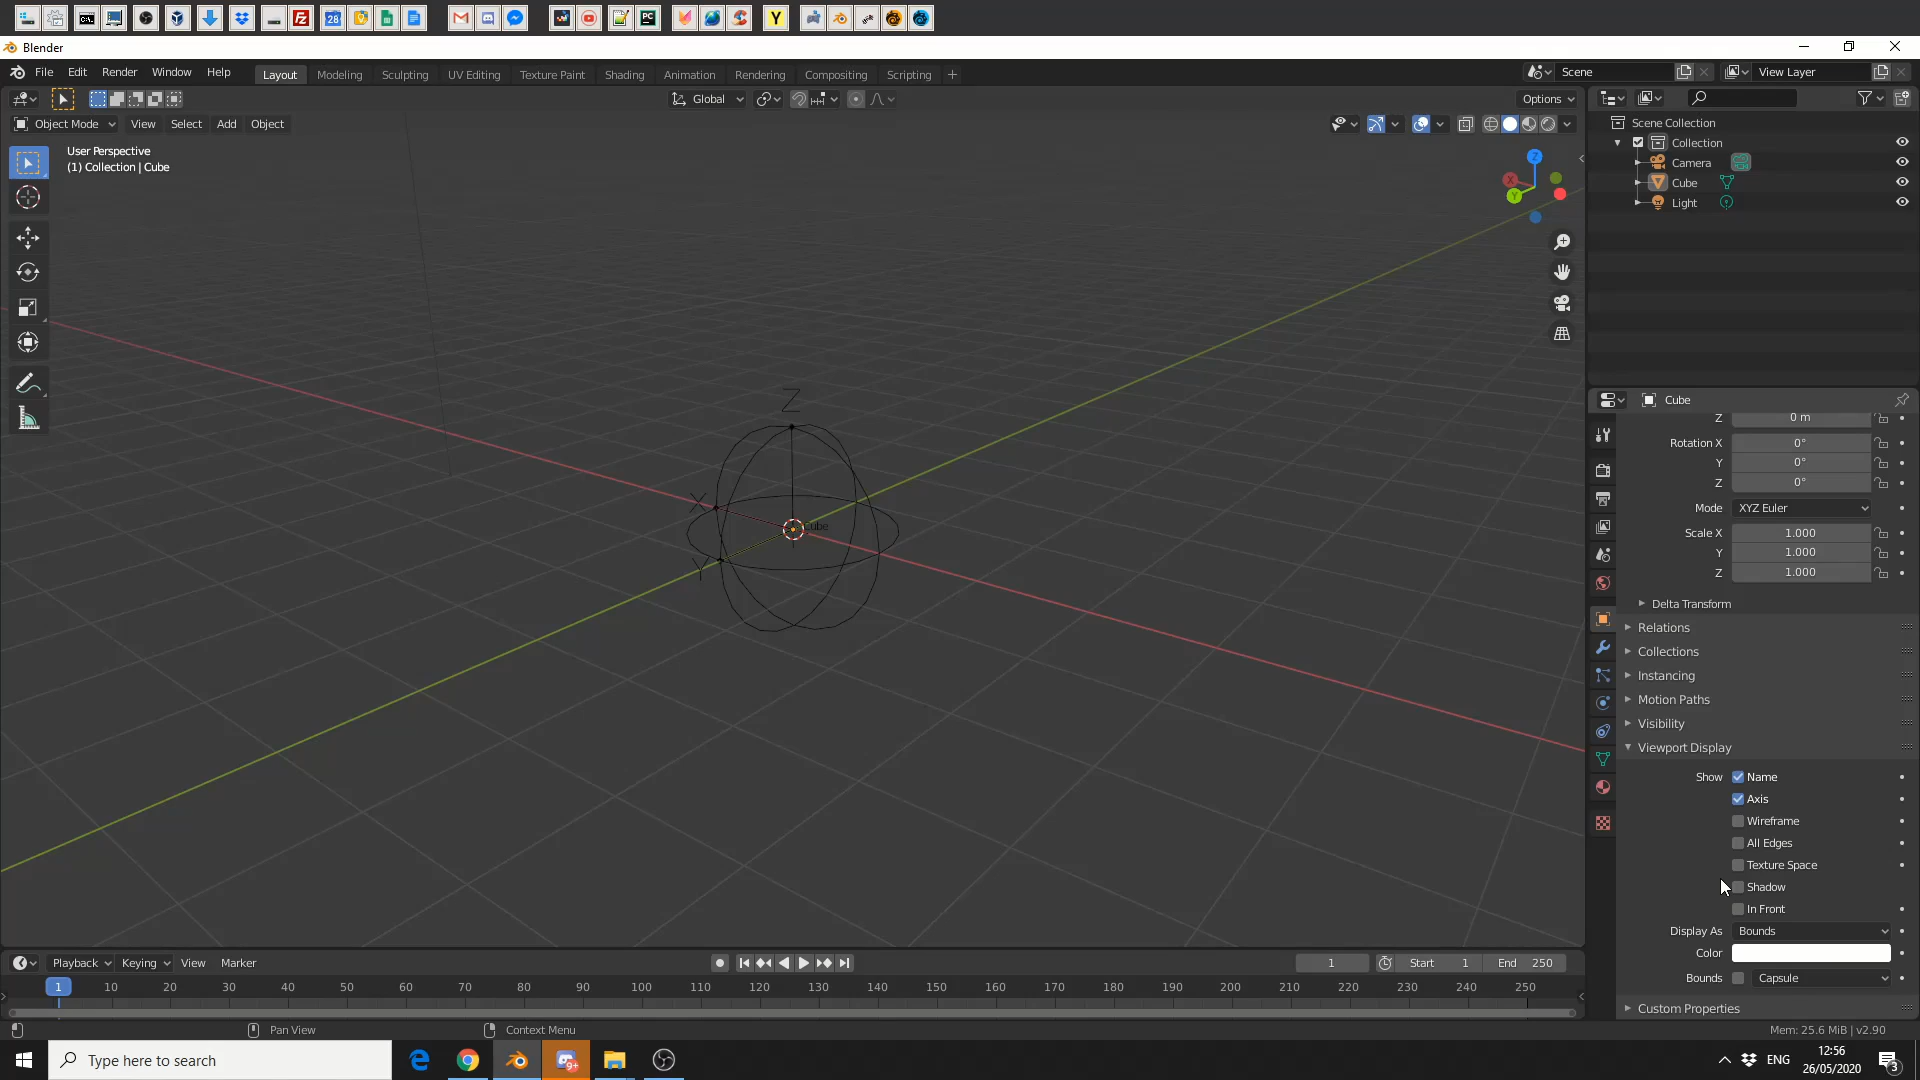 28
Y
Blender
File Edit Render Window Help Layout Modeling Sculpting UV Editing Texture Paint Shading Animation Rendering Compositing Scripting + Scene View Layer
Global Options
Object Mode View Select Add Object
User Perspective
(1) Collection | Cube
Z
X
Y
Cube
Z
X
Y
Scene Collection
Collection
Camera
Cube
Light
Cube
Z 0 m
Rotation X 0°
Y 0°
Z 0°
Mode XYZ Euler
Scale X 1.000
Y 1.000
Z 1.000
Delta Transform
Relations
Collections
Instancing
Motion Paths
Visibility
Viewport Display
Show Name
Axis
Wireframe
All Edges
Texture Space
Shadow
In Front
Display As Bounds
Color
Bounds Capsule
Custom Properties
Playback Keying View Marker 1 Start 1 End 250
1 10 20 30 40 50 60 70 80 90 100 110 120 130 140 150 160 170 180 190 200 210 220 230 240 250
Pan View Context Menu Mem: 25.6 MiB | v2.90
Type here to search
9+
ENG
12:56
26/05/2020
3